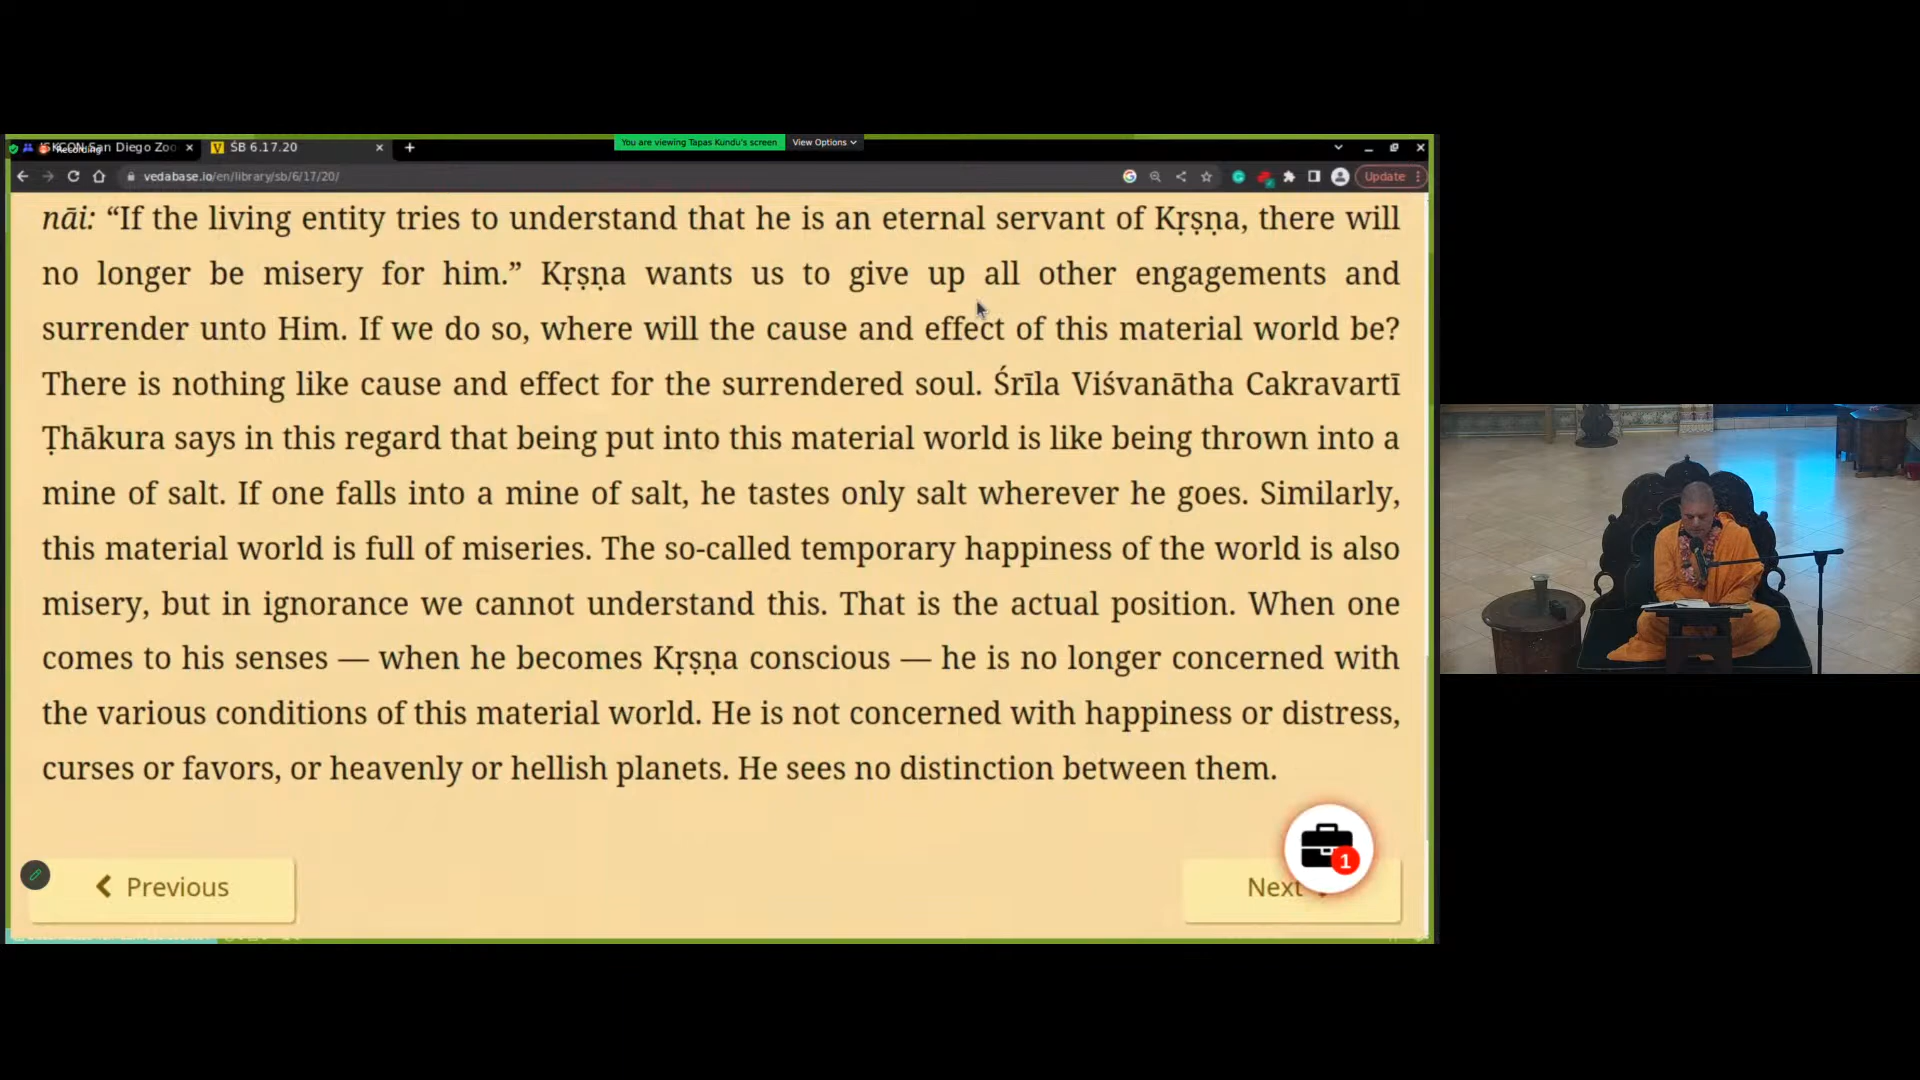 You are viewing Tapas Kundu's screen
View Options
ISKCON San Diego Zoo
ŚB 6.17.20
vedabase.io/en/library/sb/6/17/20/
Update
nāi: “If the living entity tries to understand that he is an eternal servant of Kṛṣṇa, there will
no longer be misery for him.” Kṛṣṇa wants us to give up all other engagements and
surrender unto Him. If we do so, where will the cause and effect of this material world be?
There is nothing like cause and effect for the surrendered soul. Śrīla Viśvanātha Cakravartī
Ṭhākura says in this regard that being put into this material world is like being thrown into a
mine of salt. If one falls into a mine of salt, he tastes only salt wherever he goes. Similarly,
this material world is full of miseries. The so-called temporary happiness of the world is also
misery, but in ignorance we cannot understand this. That is the actual position. When one
comes to his senses — when he becomes Kṛṣṇa conscious — he is no longer concerned with
the various conditions of this material world. He is not concerned with happiness or distress,
curses or favors, or heavenly or hellish planets. He sees no distinction between them.
1
Previous
Next